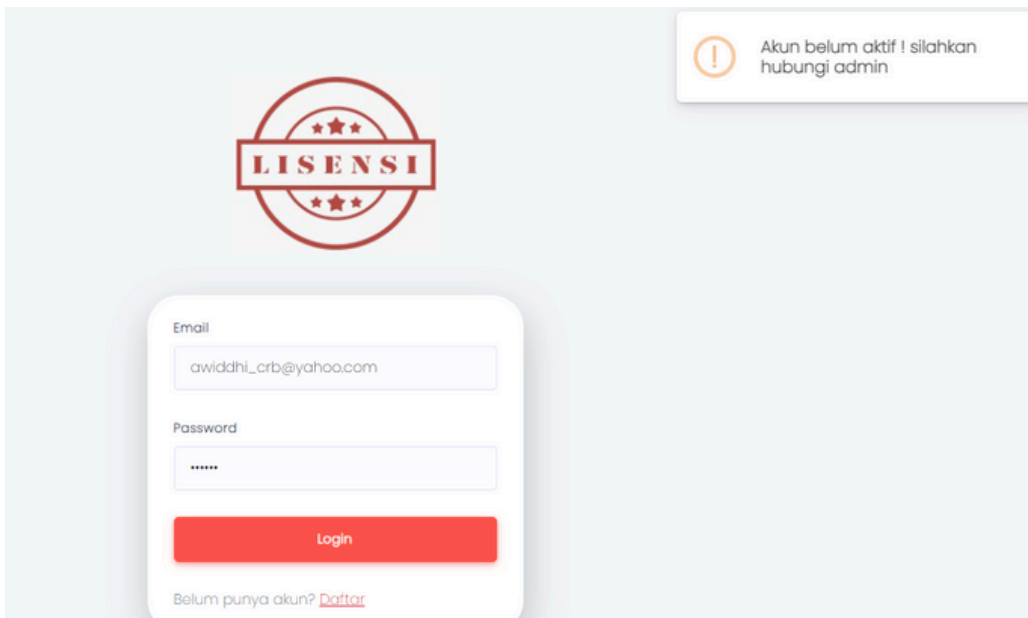 Akun belum aktif ! silahkan
hubungi admin
LISENSI
Email
awiddhi_crb@yahoo.com
Password
••••••
Login
Belum punya akun? Daftar